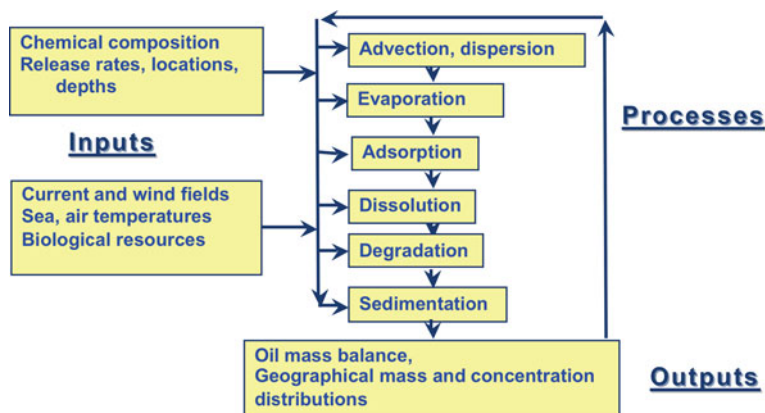 Chemical composition
Release rates, locations,
depths
Inputs
Current and wind fields
Sea, air temperatures
Biological resources
Advection, dispersion
Evaporation
Adsorption
Dissolution
Degradation
Sedimentation
Processes
Oil mass balance,
Geographical mass and concentration
distributions
Outputs